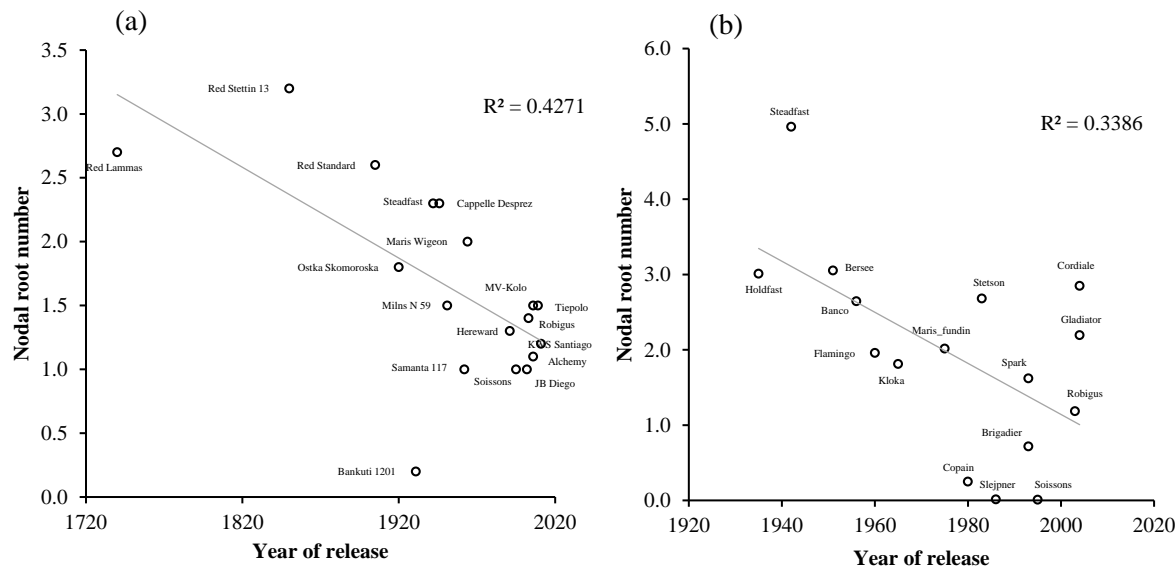 (a)
3.5
3.0
2.5
2.0
1.5
1.0
0.5
0.0
Nodal root number
Red Stettin 13
R² = 0.4271
Red Lammas
Red Standard
Steadfast
Cappelle Desprez
Maris Wigeon
Ostka Skomoroska
MV-Kolo
Milns N 59
Tiepolo
Robigus
Hereward
KWS Santiago
Alchemy
Samanta 117
Soissons
JB Diego
Bankuti 1201
1720
1820
1920
2020
Year of release
(b)
6.0
5.0
4.0
3.0
2.0
1.0
0.0
Nodal root number
Steadfast
R² = 0.3386
Bersee
Cordiale
Holdfast
Stetson
Banco
Gladiator
Maris_fundin
Flamingo
Spark
Kloka
Robigus
Brigadier
Copain
Slejpner
Soissons
1920
1940
1960
1980
2000
2020
Year of release